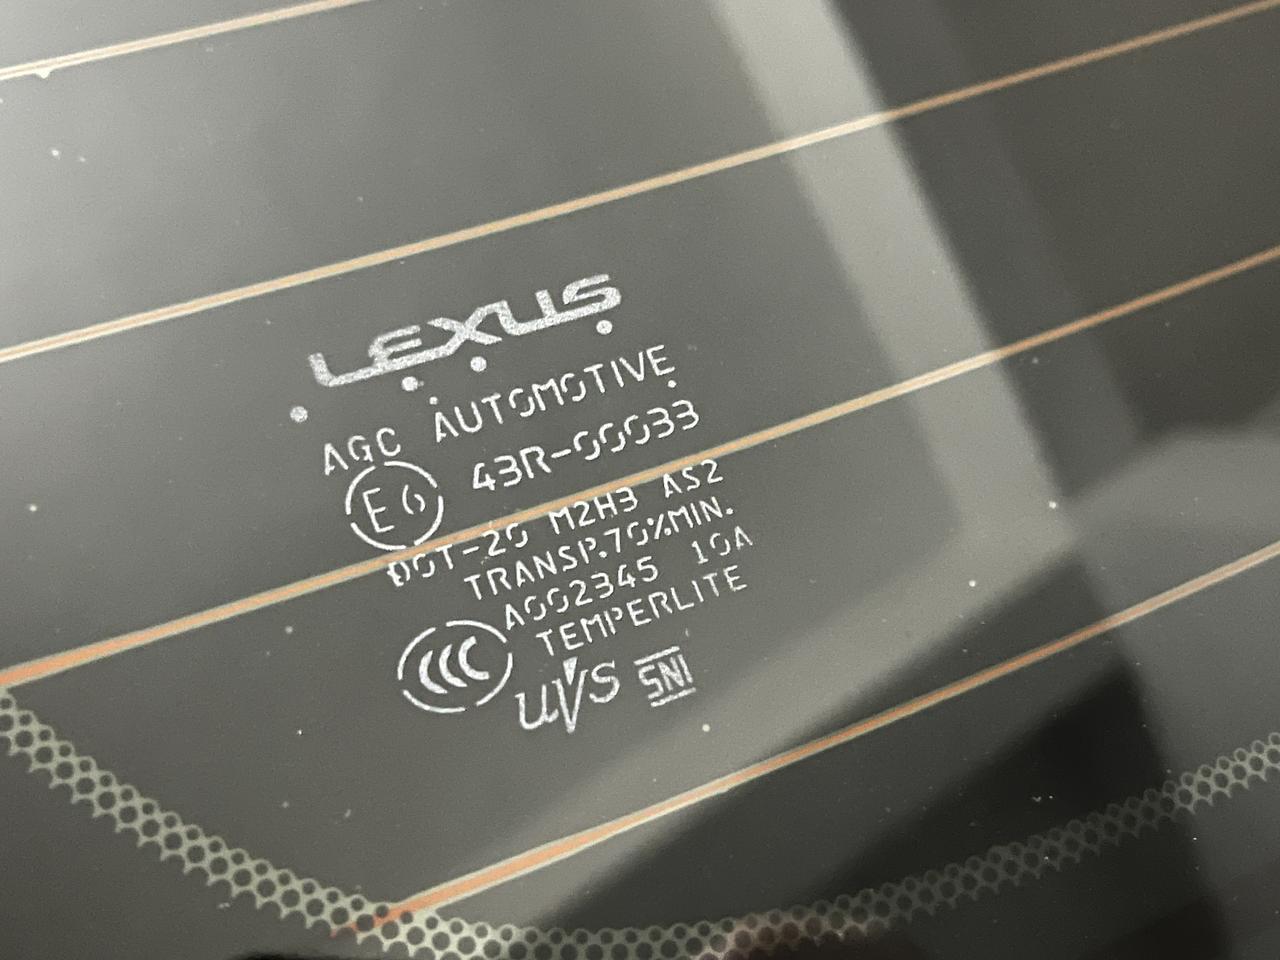 LEXUS
AGC AUTOMOTIVE
E6 43R-00033
DOT-20 M2H3 AS2
TRANSP.70%MIN.
A002345 10A
TEMPERLITE
CCC UVS SNI